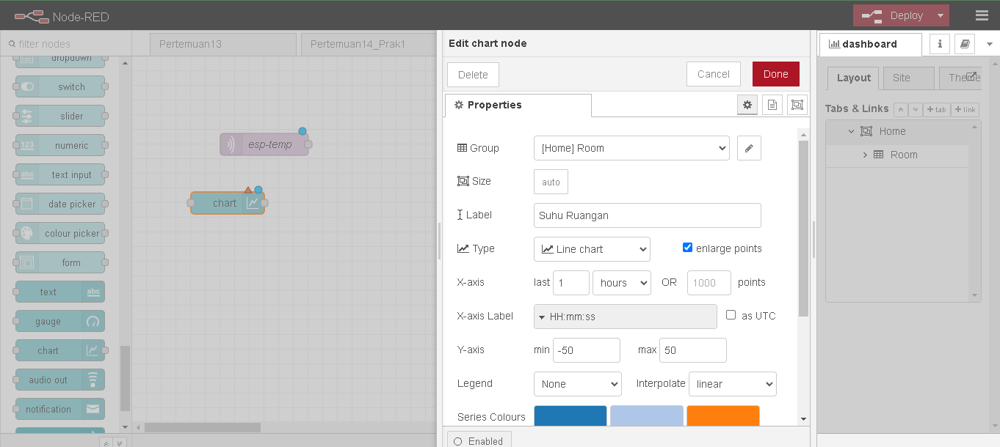 Node-RED
Deploy
filter nodes
Pertemuan13
Pertemuan14_Prak1
dropdown
switch
slider
123 numeric
abc text input
date picker
colour picker
form
text abc
gauge
chart
audio out
notification
esp-temp
chart
Edit chart node
Delete
Cancel
Done
Properties
Group
[Home] Room
Size
auto
Label
Suhu Ruangan
Type
Line chart
enlarge points
X-axis
last 1 hours OR 1000 points
X-axis Label
HH:mm:ss
as UTC
Y-axis
min -50 max 50
Legend
None
Interpolate
linear
Series Colours
Enabled
dashboard
i
Layout
Site
Theme
Tabs & Links
+ tab
+ link
Home
Room